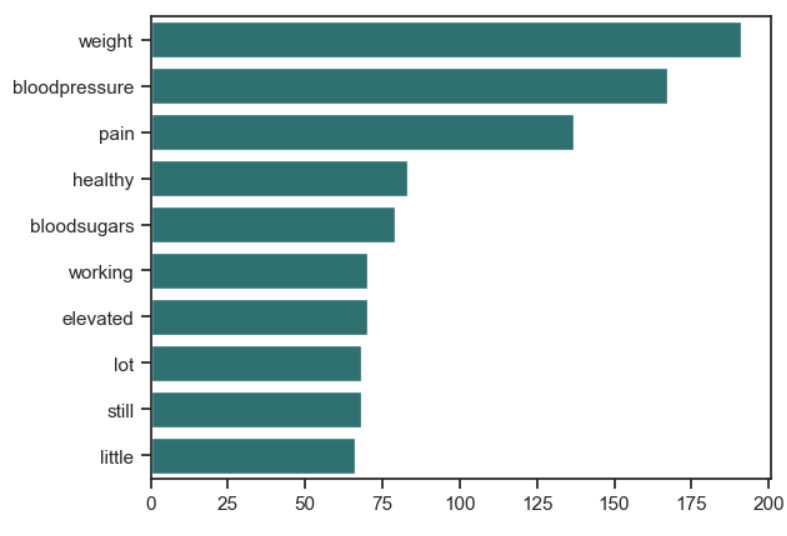 weight
bloodpressure
pain
healthy
bloodsugars
working
elevated
lot
still
little
0 25 50 75 100 125 150 175 200